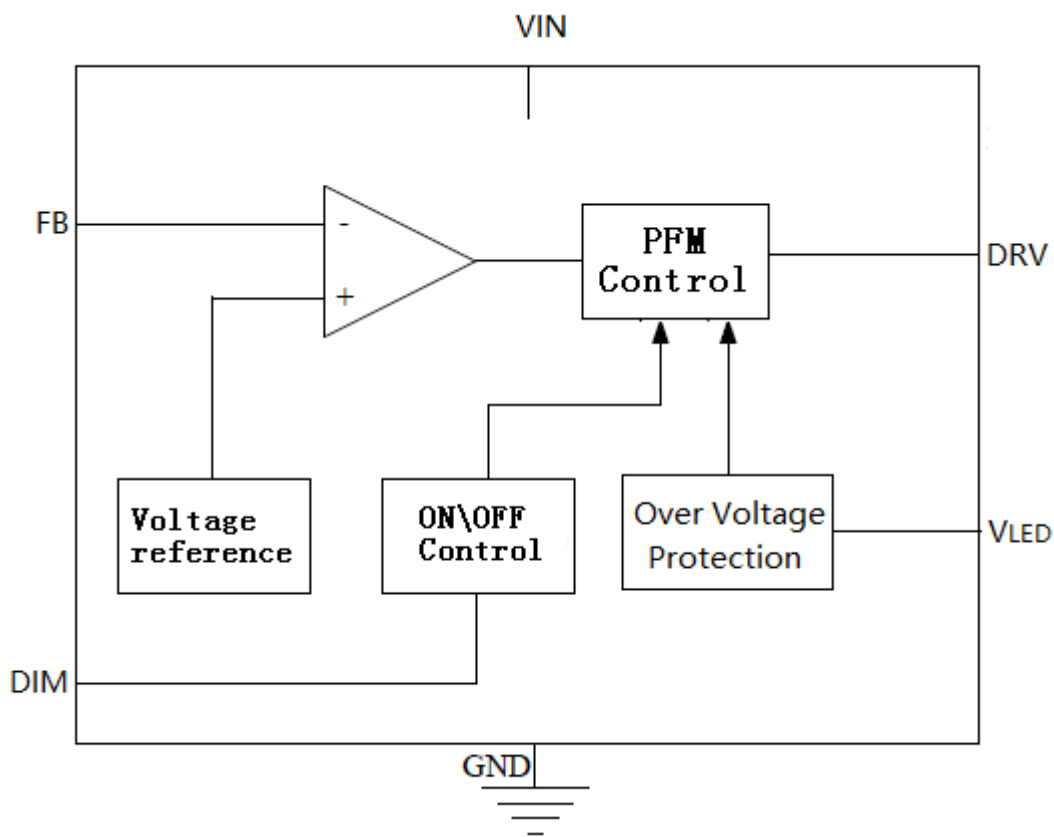 VIN
FB
-
+
PFM
Control
DRV
Voltage
reference
ON\OFF
Control
Over Voltage
Protection
VLED
DIM
GND